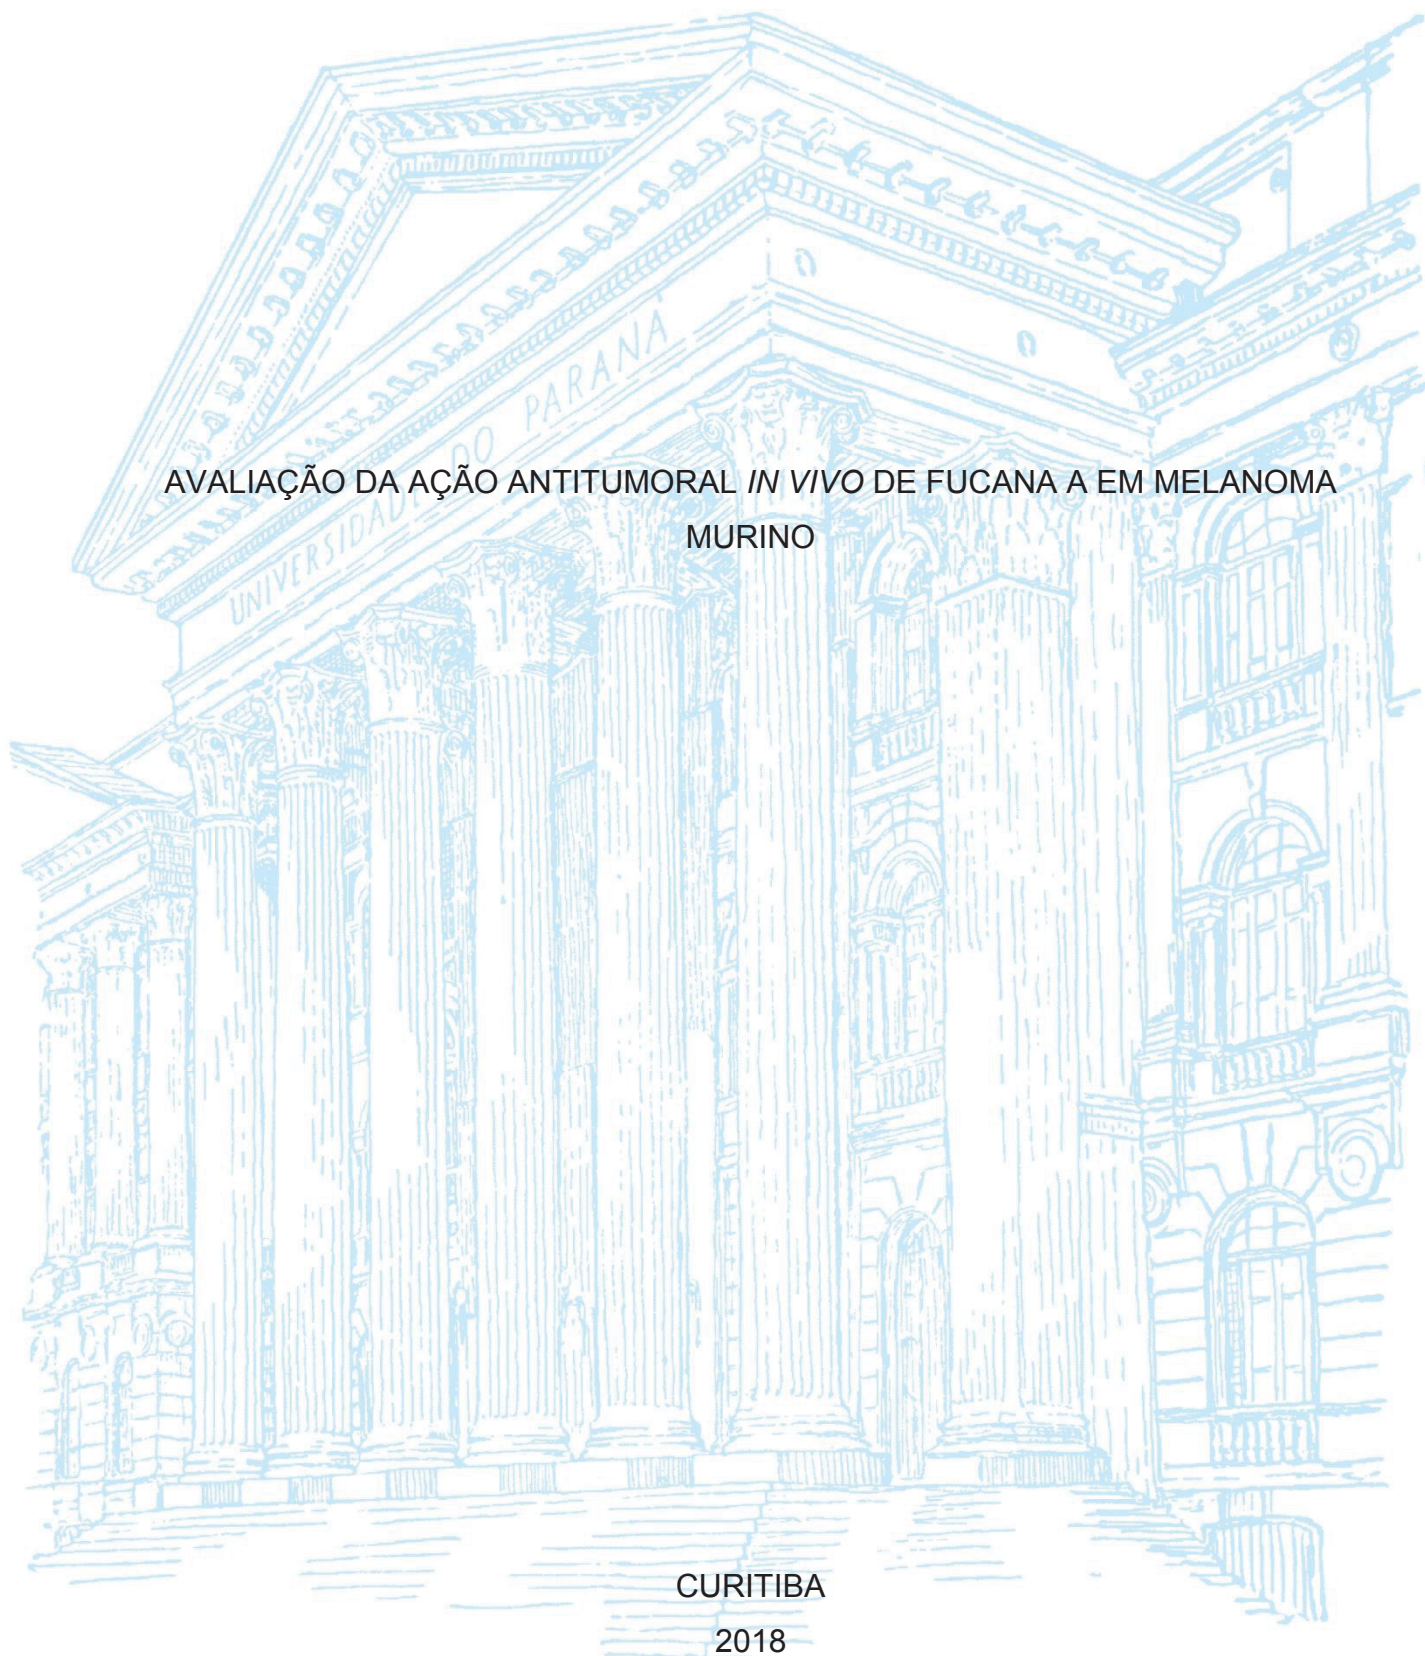 UNIVERSIDADE DO PARANÁ
AVALIAÇÃO DA AÇÃO ANTITUMORAL IN VIVO DE FUCANA A EM MELANOMA
MURINO
CURITIBA
2018